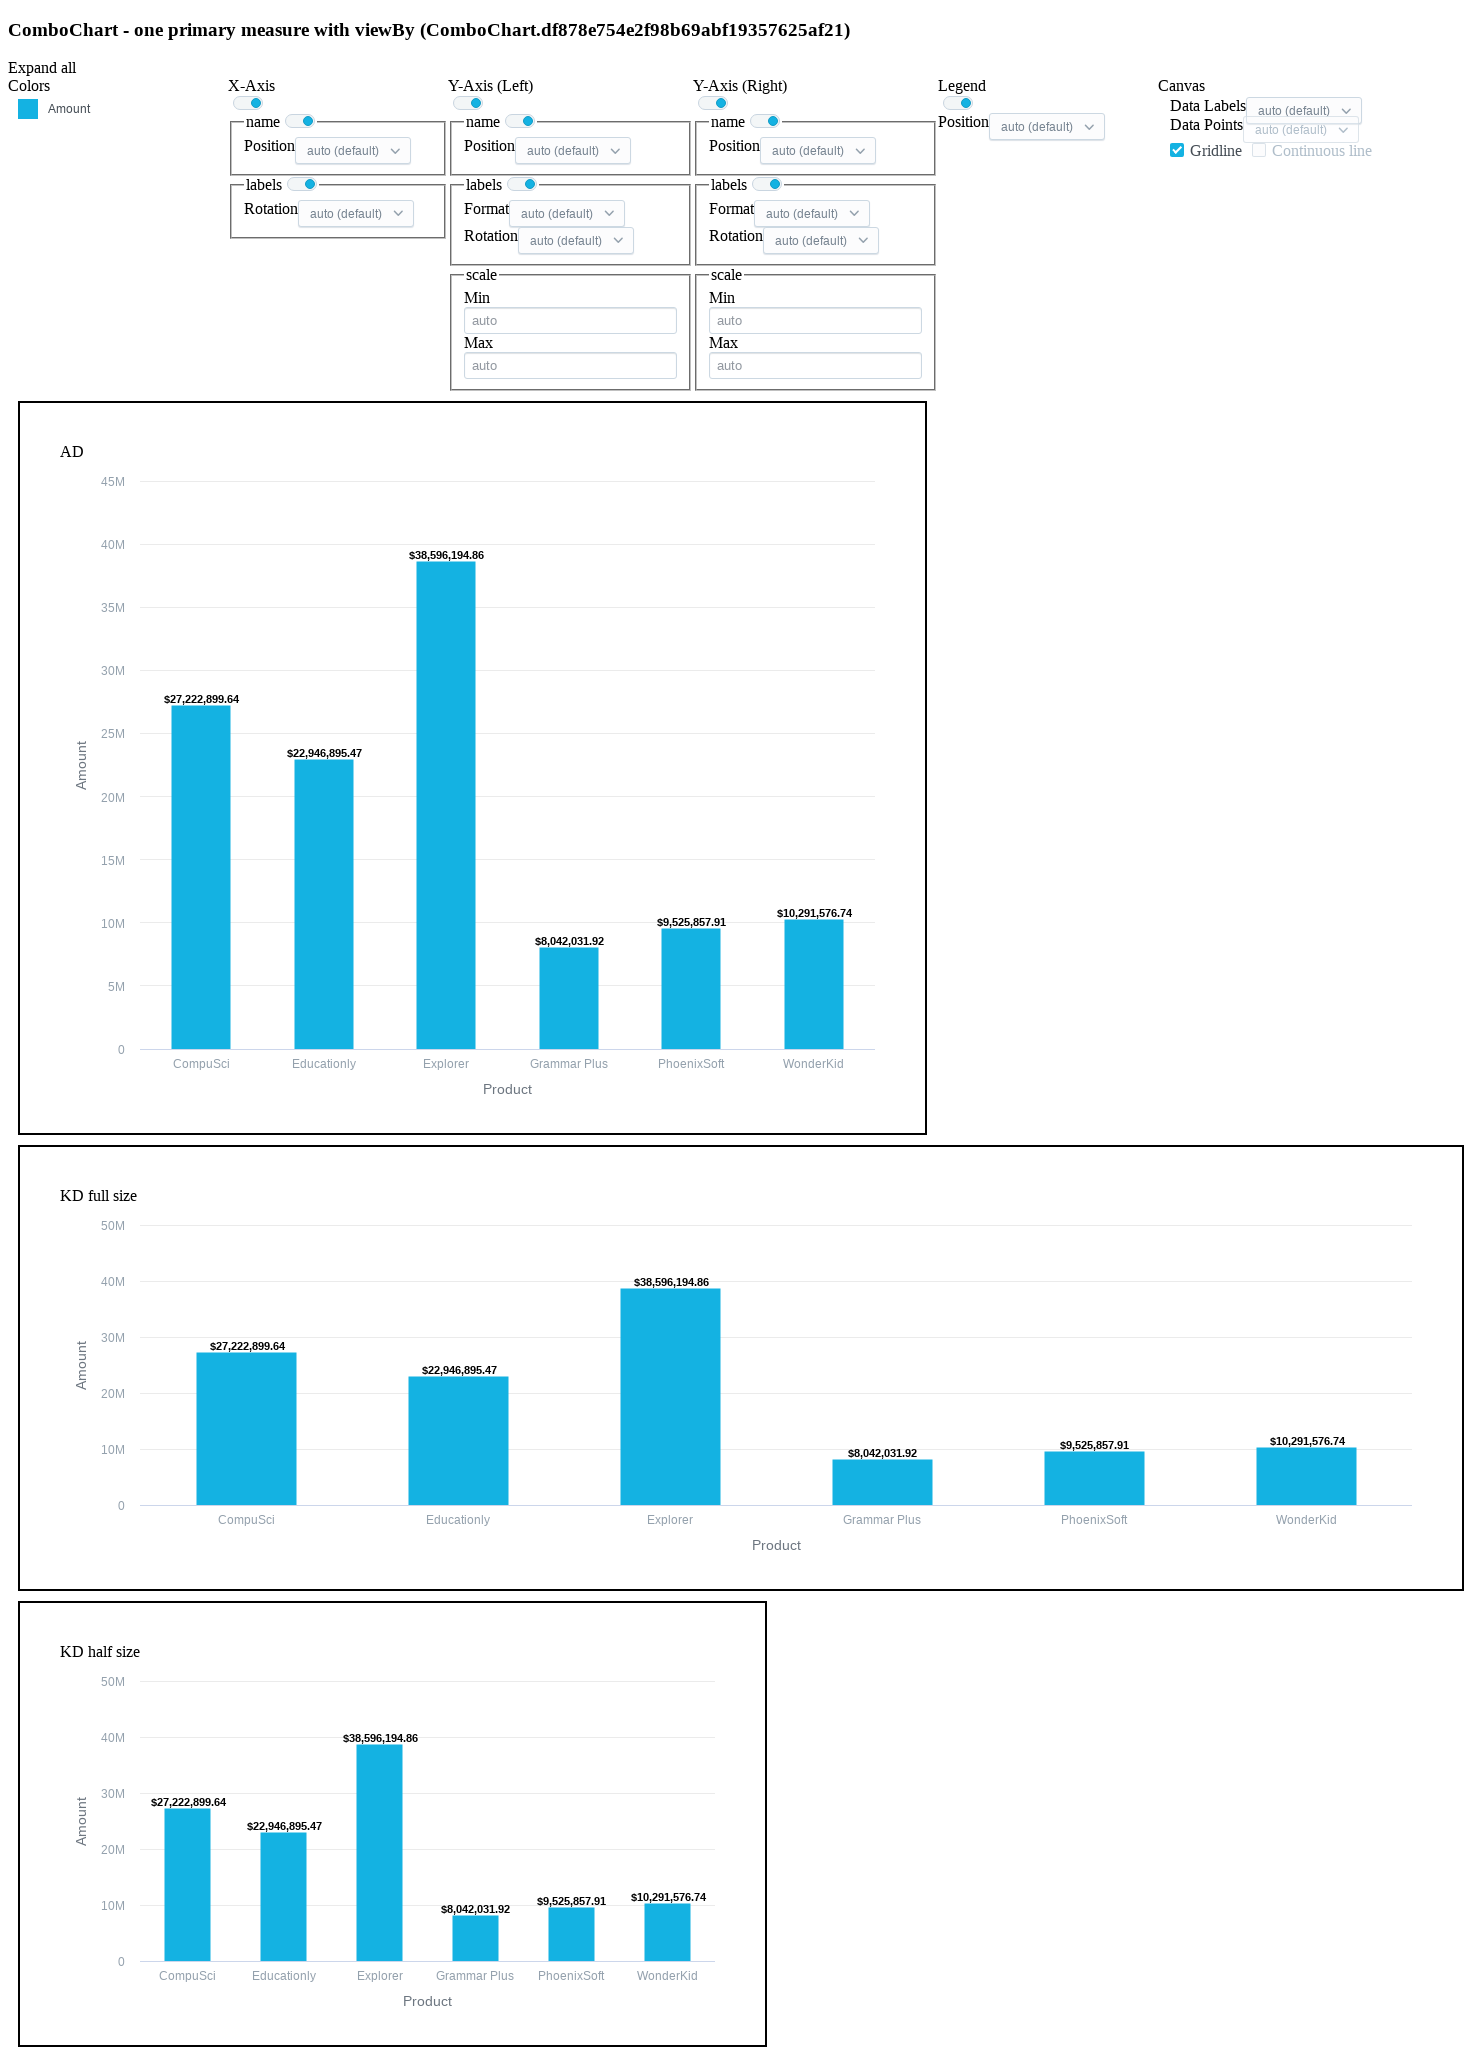 ComboChart - one primary measure with viewBy (ComboChart.df878e754e2f98b69abf19357625af21)
Expand all
Colors
Amount
X-Axis
name
Position auto (default)
labels
Rotation auto (default)
Y-Axis (Left)
name
Position auto (default)
labels
Format auto (default)
Rotation auto (default)
scale
Min
auto
Max
auto
Y-Axis (Right)
name
Position auto (default)
labels
Format auto (default)
Rotation auto (default)
scale
Min
auto
Max
auto
Legend
Position auto (default)
Canvas
Data Labels auto (default)
Data Points auto (default)
Gridline Continuous line
AD
45M
40M
35M
30M
25M
20M
15M
10M
5M
0
Amount
$27,222,899.64
$22,946,895.47
$38,596,194.86
$8,042,031.92
$9,525,857.91
$10,291,576.74
CompuSci Educationly Explorer Grammar Plus PhoenixSoft WonderKid
Product
KD full size
50M
40M
30M
20M
10M
0
Amount
$27,222,899.64
$22,946,895.47
$38,596,194.86
$8,042,031.92
$9,525,857.91
$10,291,576.74
CompuSci Educationly Explorer Grammar Plus PhoenixSoft WonderKid
Product
KD half size
50M
40M
30M
20M
10M
0
Amount
$27,222,899.64
$22,946,895.47
$38,596,194.86
$8,042,031.92
$9,525,857.91
$10,291,576.74
CompuSci Educationly Explorer Grammar Plus PhoenixSoft WonderKid
Product